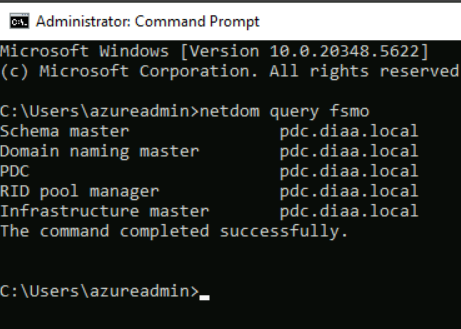 Administrator: Command Prompt
Microsoft Windows [Version 10.0.20348.5622]
(c) Microsoft Corporation. All rights reserved
C:\Users\azureadmin>netdom query fsmo
Schema master               pdc.diaa.local
Domain naming master        pdc.diaa.local
PDC                         pdc.diaa.local
RID pool manager            pdc.diaa.local
Infrastructure master       pdc.diaa.local
The command completed successfully.
C:\Users\azureadmin>